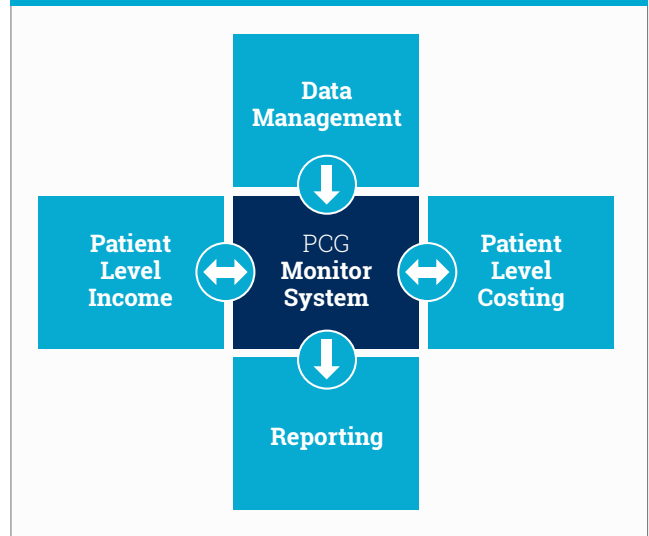 Data
Management
Patient
Level
Income
PCG
Monitor
System
Patient
Level
Costing
Reporting